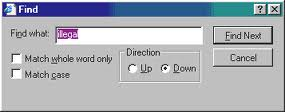 Find
Find what: illegal
Find Next
Match whole word only
Direction
Cancel
Match case
Up
Down